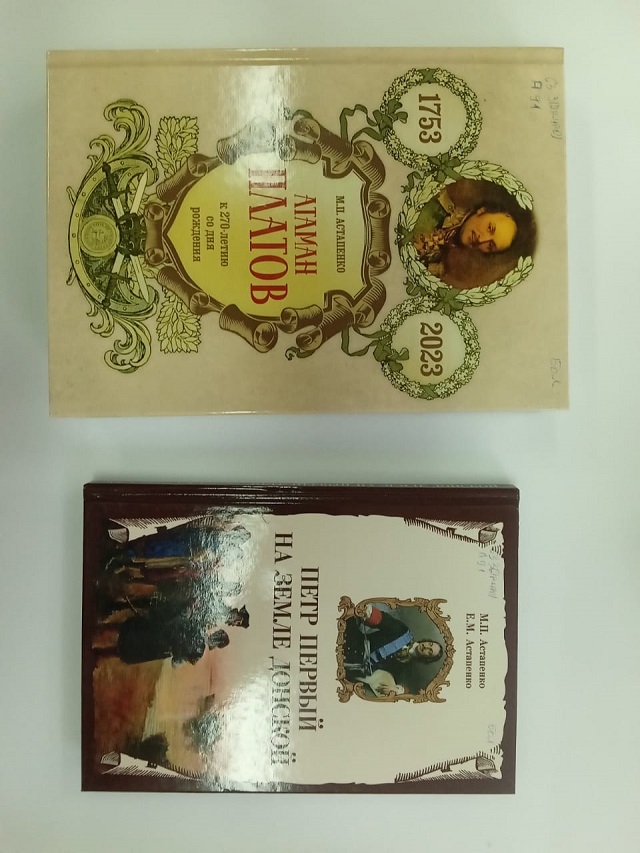 1753
2023
М.П. АСТАПЕНКО
АТАМАН
ПЛАТОВ
к 270-летию
со дня
рождения
М.П. Астапенко
Е.М. Астапенко
ПЕТР ПЕРВЫЙ
НА ЗЕМЛЕ ДОНСКОЙ